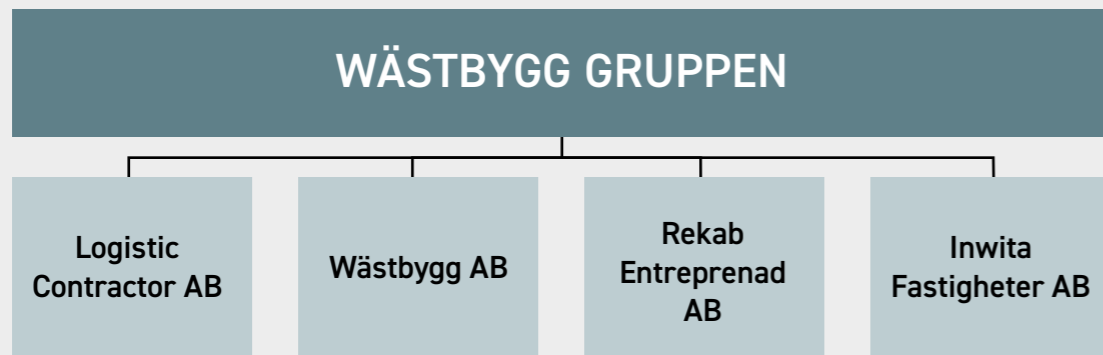 WÄSTBYGG GRUPPEN
Logistic
Contractor AB
Wästbygg AB
Rekab
Entreprenad
AB
Inwita
Fastigheter AB